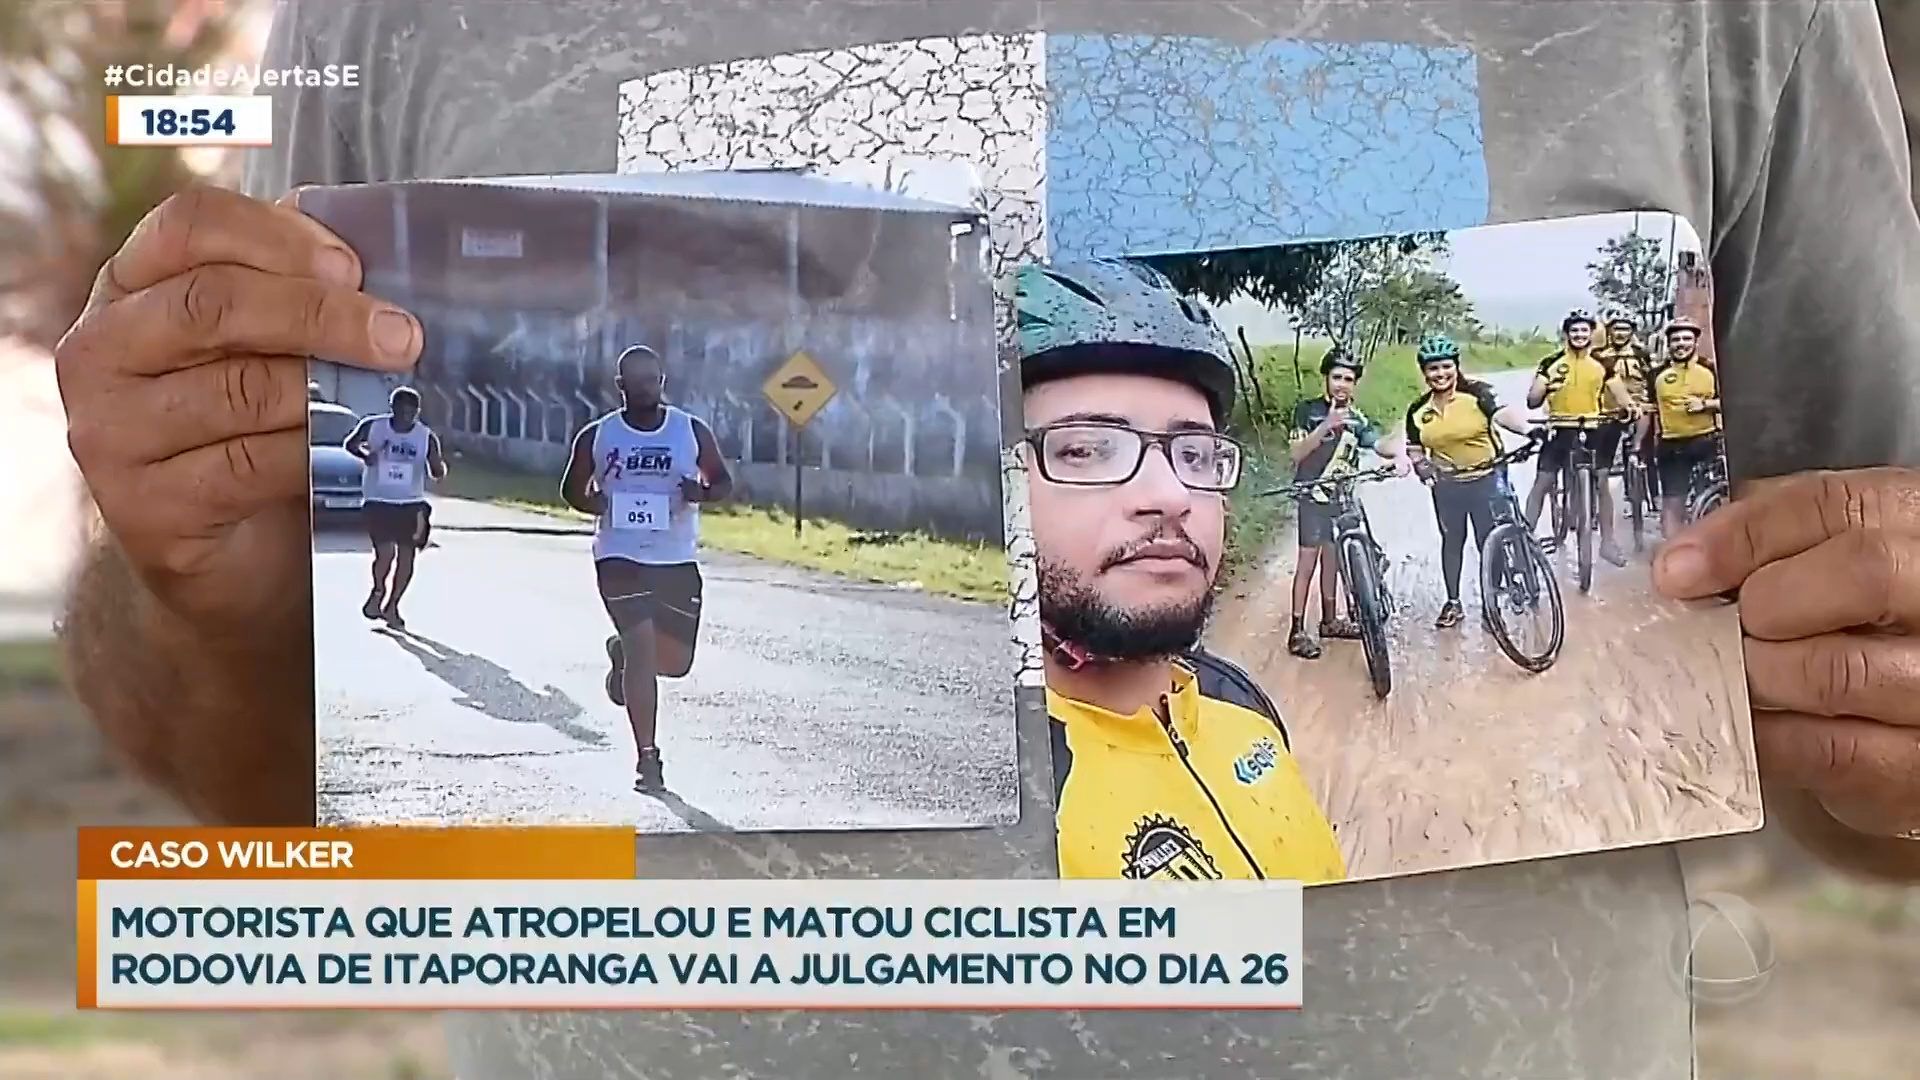 #CidadeAlertaSE
18:54
BEM
051
CASO WILKER
MOTORISTA QUE ATROPELOU E MATOU CICLISTA EM
RODOVIA DE ITAPORANGA VAI A JULGAMENTO NO DIA 26